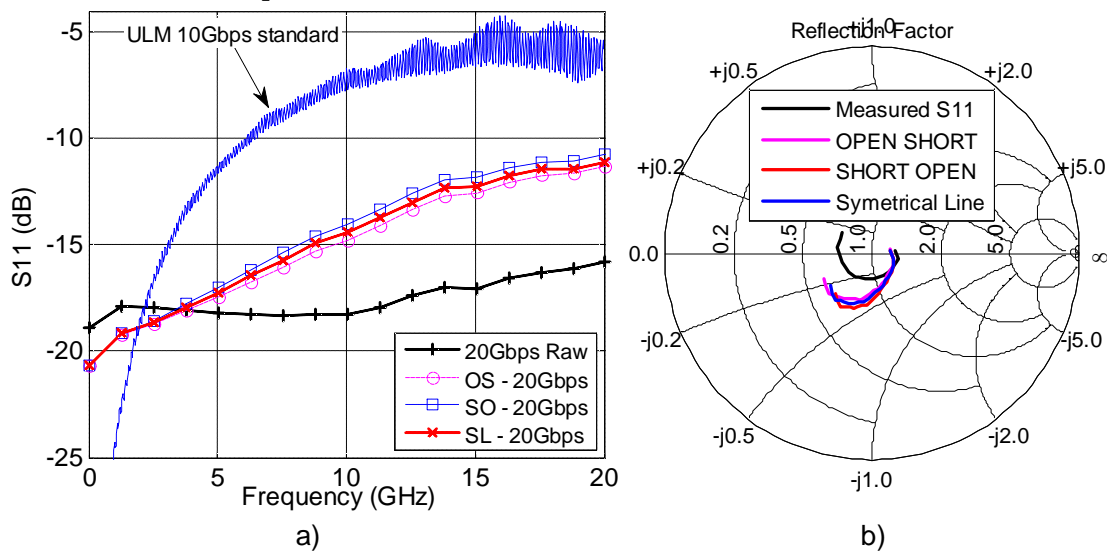 -5
-10
-15
-20
-25
S11 (dB)
ULM 10Gbps standard
20Gbps Raw
OS - 20Gbps
SO - 20Gbps
SL - 20Gbps
0
5
10
15
20
Frequency (GHz)
a)
+j1.0
Reflection Factor
+j0.5
+j2.0
Measured S11
OPEN SHORT
SHORT OPEN
Symetrical Line
+j0.2
+j5.0
0.0
0.2
0.5
1.0
2.0
5.0
∞
-j0.2
-j5.0
-j0.5
-j2.0
-j1.0
b)